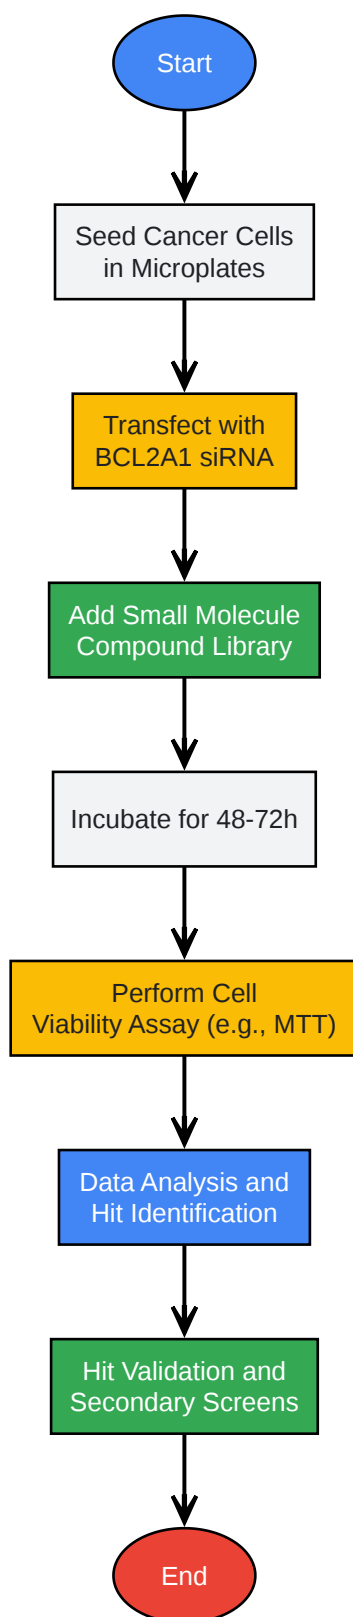 Start
Seed Cancer Cells
in Microplates
Transfect with
BCL2A1 siRNA
Add Small Molecule
Compound Library
Incubate for 48-72h
Perform Cell
Viability Assay (e.g., MTT)
Data Analysis and
Hit Identification
Hit Validation and
Secondary Screens
End